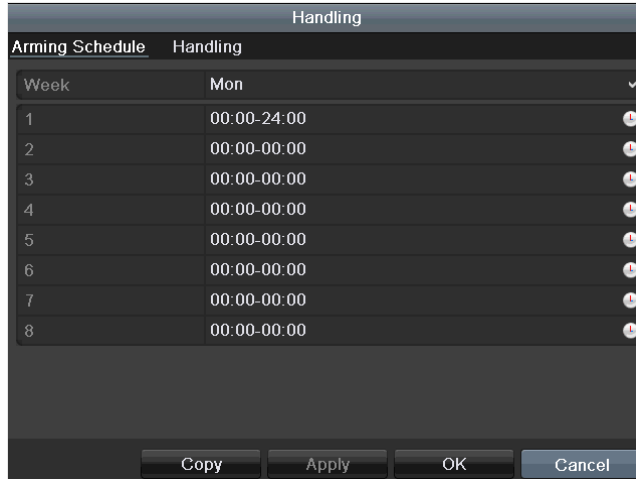 Handling
Arming Schedule Handling
Week Mon
1 00:00-24:00
2 00:00-00:00
3 00:00-00:00
4 00:00-00:00
5 00:00-00:00
6 00:00-00:00
7 00:00-00:00
8 00:00-00:00
Copy Apply OK Cancel